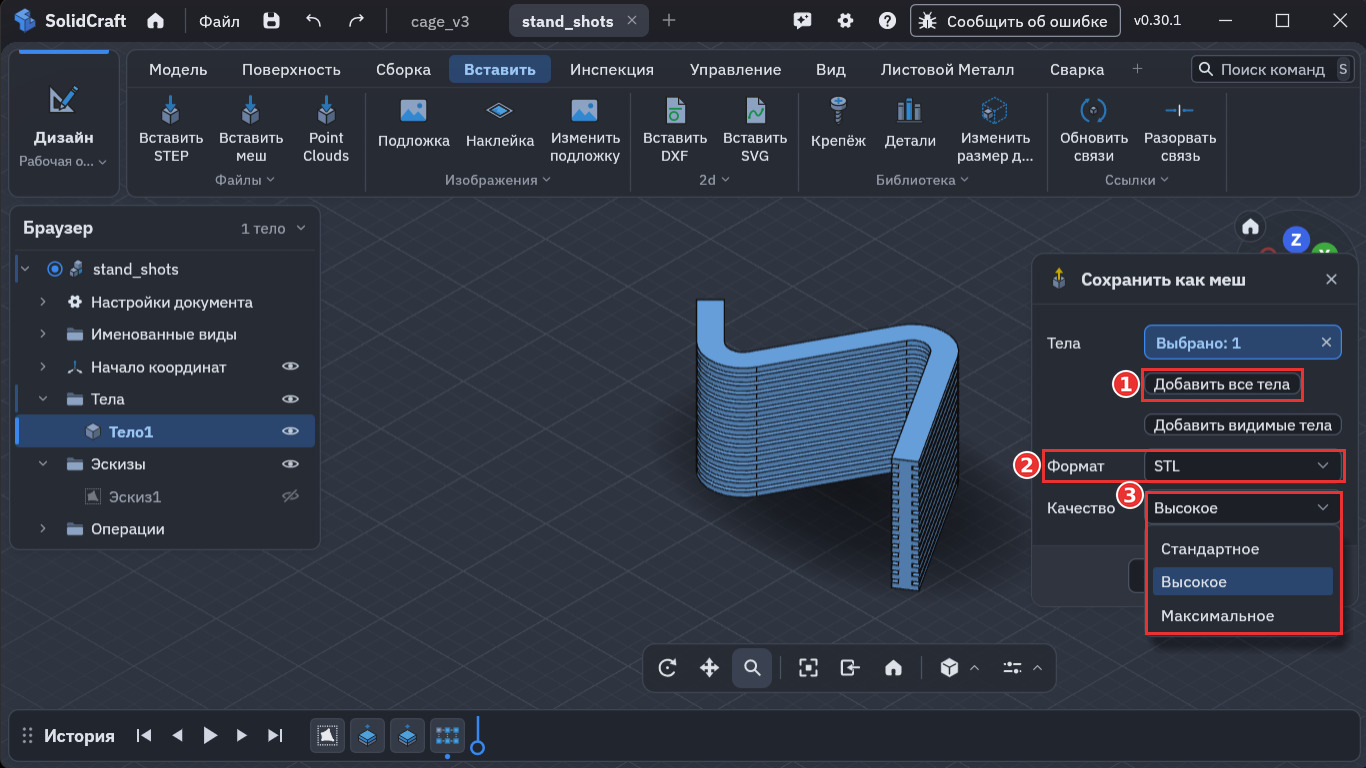 SolidCraft
Файл
cage_v3
stand_shots
Сообщить об ошибке
v0.30.1
Дизайн
Рабочая о...
Модель
Поверхность
Сборка
Вставить
Инспекция
Управление
Вид
Листовой Металл
Сварка
Поиск команд
S
Вставить
STEP
Вставить
меш
Point
Clouds
Файлы
Подложка
Наклейка
Изменить
подложку
Изображения
Вставить
DXF
Вставить
SVG
2d
Крепёж
Детали
Изменить
размер д...
Библиотека
Обновить
связи
Разорвать
связь
Ссылки
Браузер
1 тело
stand_shots
Настройки документа
Именованные виды
Начало координат
Тела
Тело1
Эскизы
Эскиз1
Операции
Z
Сохранить как меш
Тела
Выбрано: 1
1
Добавить все тела
Добавить видимые тела
2
Формат
STL
3
Качество
Высокое
Стандартное
Высокое
Максимальное
История